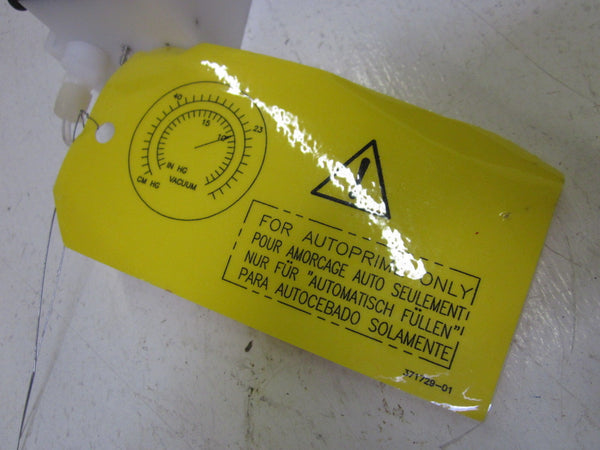 40
15
10
23
IN HG
CM HG
VACUUM
FOR AUTOPRIME ONLY
POUR AMORCAGE AUTO SEULEMENT
NUR FÜR "AUTOMATISCH FÜLLEN"
PARA AUTOCEBADO SOLAMENTE
371729-01